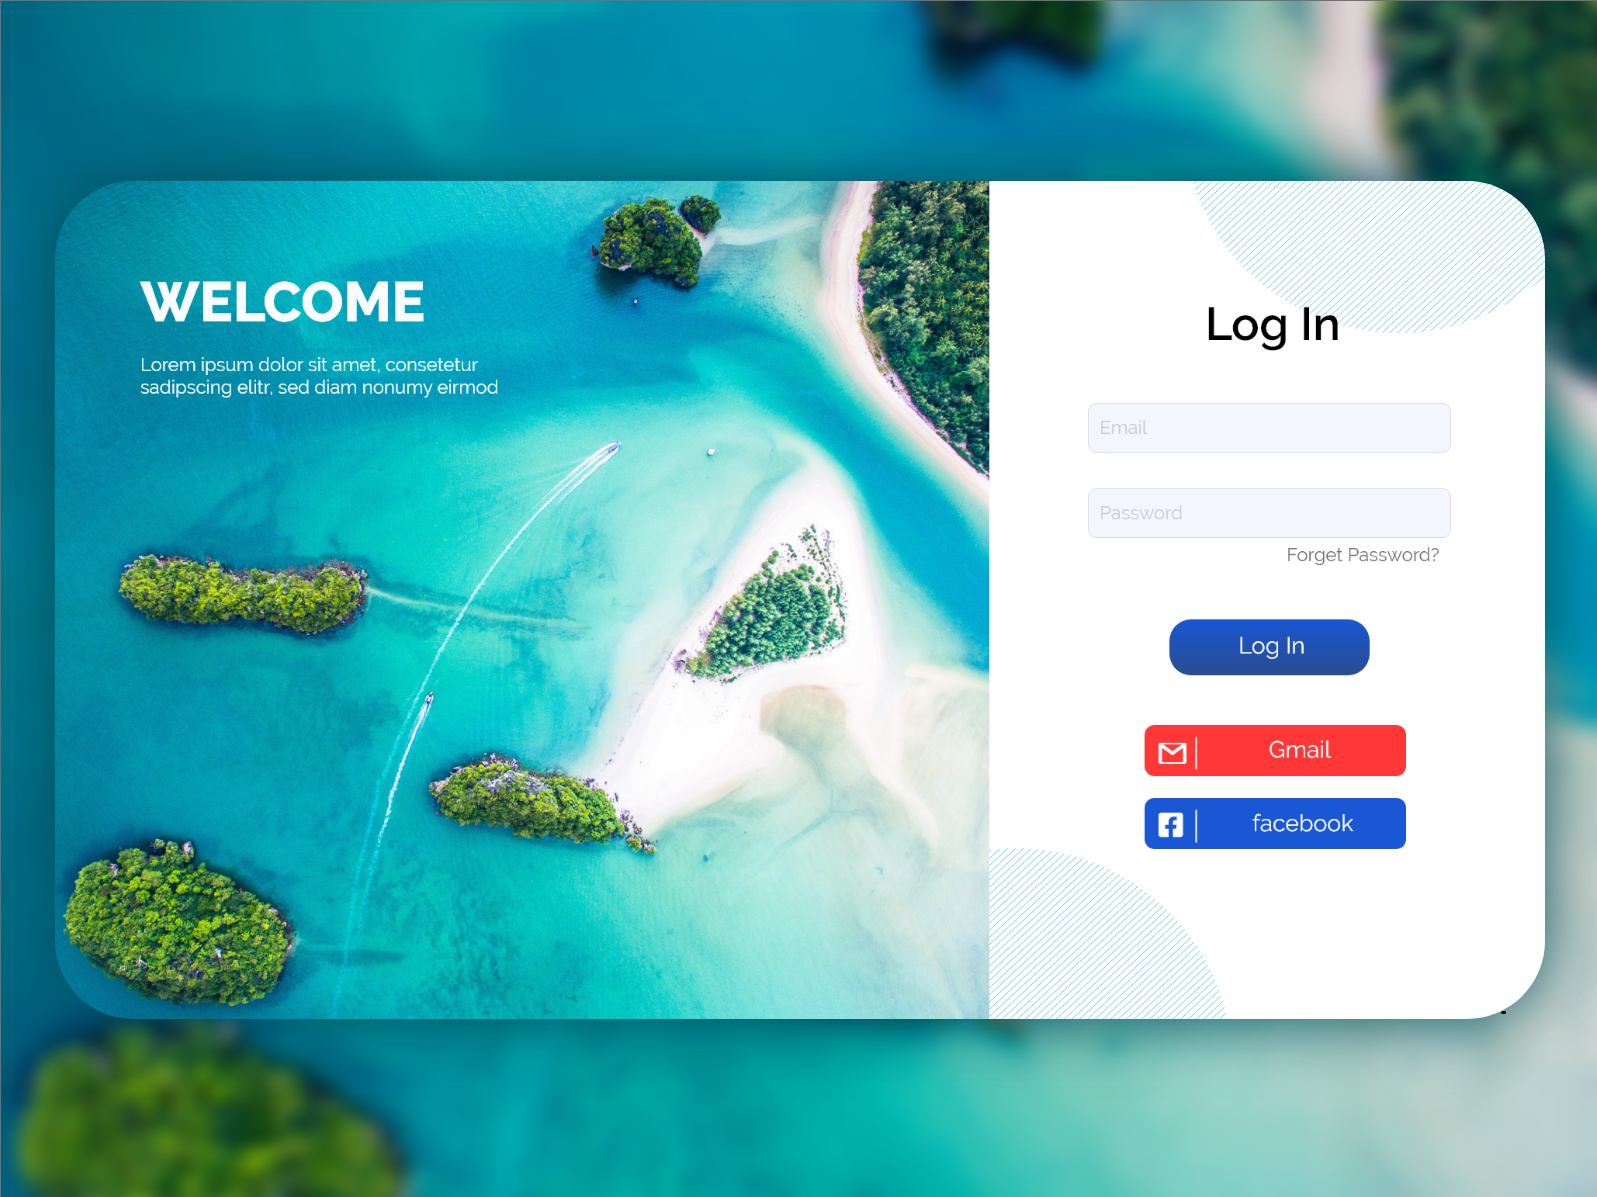 WELCOME
Lorem ipsum dolor sit amet, consetetur
sadipscing elitr, sed diam nonumy eirmod
Log In
Email
Password
Forget Password?
Log In
Gmail
facebook